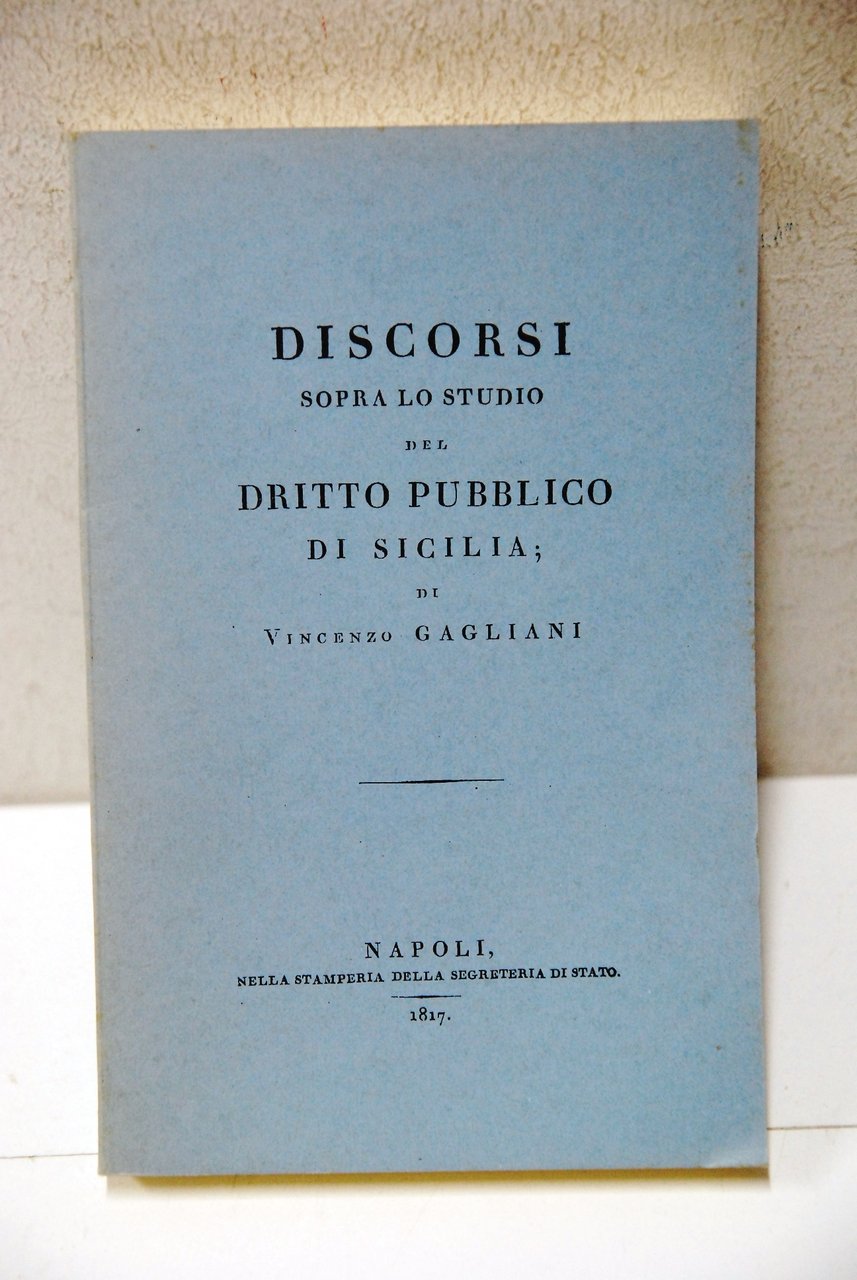 DISCORSI
SOPRA LO STUDIO
DEL
DRITTO PUBBLICO
DI SICILIA;
DI
VINCENZO GAGLIANI
NAPOLI,
NELLA STAMPERIA DELLA SEGRETERIA DI STATO.
1817.